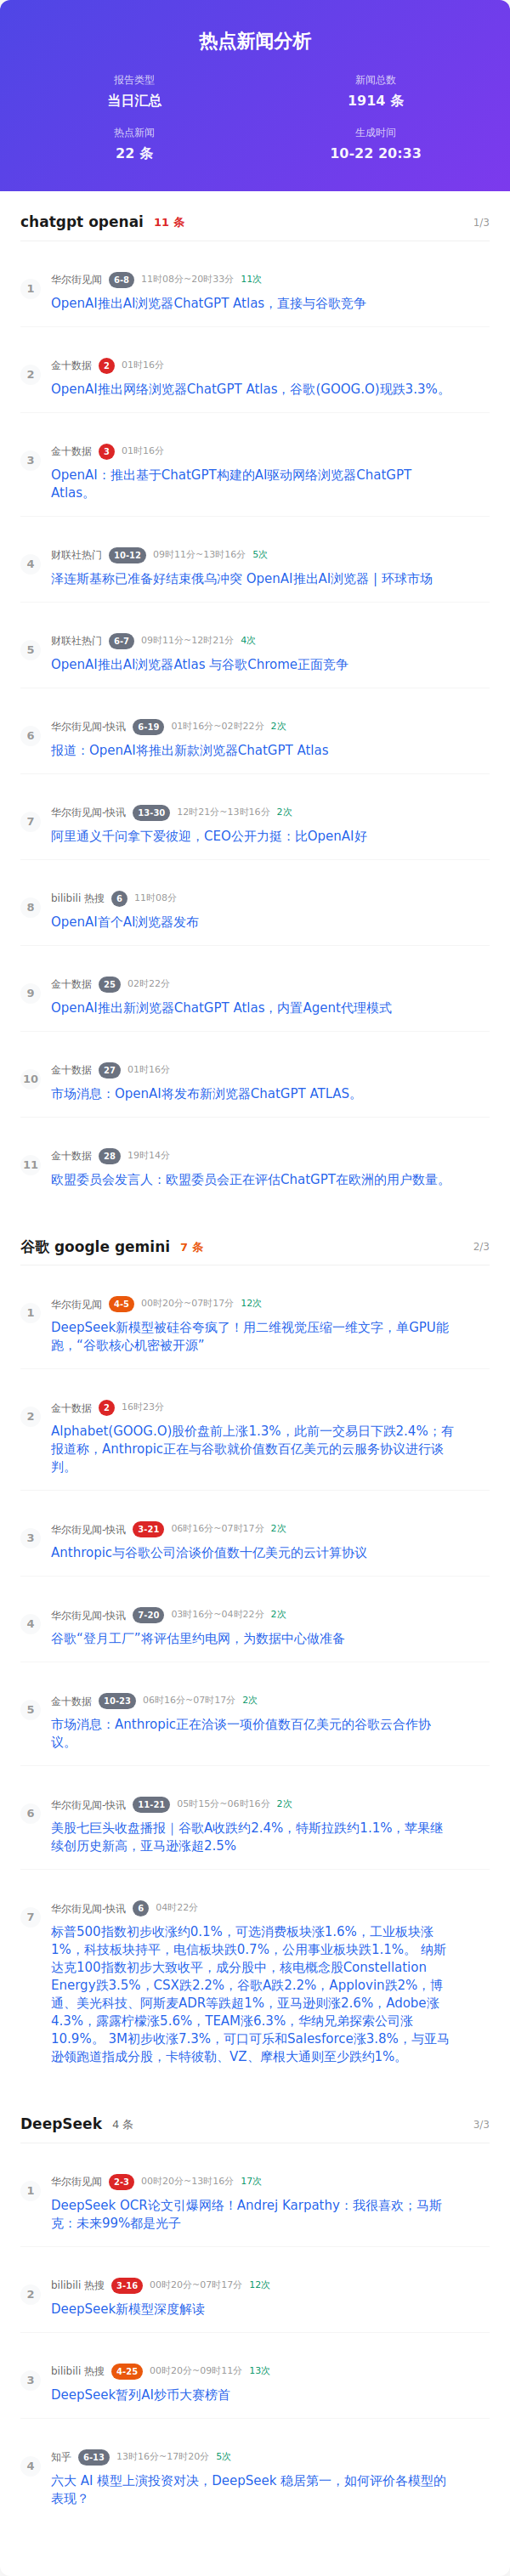 热点新闻分析
报告类型
当日汇总
新闻总数
1914 条
热点新闻
22 条
生成时间
10-22 20:33
chatgpt openai 11 条 1/3
1
华尔街见闻 6-8 11时08分~20时33分 11次
OpenAI推出AI浏览器ChatGPT Atlas，直接与谷歌竞争
2
金十数据 2 01时16分
OpenAI推出网络浏览器ChatGPT Atlas，谷歌(GOOG.O)现跌3.3%。
3
金十数据 3 01时16分
OpenAI：推出基于ChatGPT构建的AI驱动网络浏览器ChatGPT
Atlas。
4
财联社热门 10-12 09时11分~13时16分 5次
泽连斯基称已准备好结束俄乌冲突 OpenAI推出AI浏览器 | 环球市场
5
财联社热门 6-7 09时11分~12时21分 4次
OpenAI推出AI浏览器Atlas 与谷歌Chrome正面竞争
6
华尔街见闻-快讯 6-19 01时16分~02时22分 2次
报道：OpenAI将推出新款浏览器ChatGPT Atlas
7
华尔街见闻-快讯 13-30 12时21分~13时16分 2次
阿里通义千问拿下爱彼迎，CEO公开力挺：比OpenAI好
8
bilibili 热搜 6 11时08分
OpenAI首个AI浏览器发布
9
金十数据 25 02时22分
OpenAI推出新浏览器ChatGPT Atlas，内置Agent代理模式
10
金十数据 27 01时16分
市场消息：OpenAI将发布新浏览器ChatGPT ATLAS。
11
金十数据 28 19时14分
欧盟委员会发言人：欧盟委员会正在评估ChatGPT在欧洲的用户数量。
谷歌 google gemini 7 条 2/3
1
华尔街见闻 4-5 00时20分~07时17分 12次
DeepSeek新模型被硅谷夸疯了！用二维视觉压缩一维文字，单GPU能
跑，“谷歌核心机密被开源”
2
金十数据 2 16时23分
Alphabet(GOOG.O)股价盘前上涨1.3%，此前一交易日下跌2.4%；有
报道称，Anthropic正在与谷歌就价值数百亿美元的云服务协议进行谈
判。
3
华尔街见闻-快讯 3-21 06时16分~07时17分 2次
Anthropic与谷歌公司洽谈价值数十亿美元的云计算协议
4
华尔街见闻-快讯 7-20 03时16分~04时22分 2次
谷歌“登月工厂”将评估里约电网，为数据中心做准备
5
金十数据 10-23 06时16分~07时17分 2次
市场消息：Anthropic正在洽谈一项价值数百亿美元的谷歌云合作协
议。
6
华尔街见闻-快讯 11-21 05时15分~06时16分 2次
美股七巨头收盘播报｜谷歌A收跌约2.4%，特斯拉跌约1.1%，苹果继
续创历史新高，亚马逊涨超2.5%
7
华尔街见闻-快讯 6 04时22分
标普500指数初步收涨约0.1%，可选消费板块涨1.6%，工业板块涨
1%，科技板块持平，电信板块跌0.7%，公用事业板块跌1.1%。 纳斯
达克100指数初步大致收平，成分股中，核电概念股Constellation
Energy跌3.5%，CSX跌2.2%，谷歌A跌2.2%，Applovin跌2%，博
通、美光科技、阿斯麦ADR等跌超1%，亚马逊则涨2.6%，Adobe涨
4.3%，露露柠檬涨5.6%，TEAM涨6.3%，华纳兄弟探索公司涨
10.9%。 3M初步收涨7.3%，可口可乐和Salesforce涨3.8%，与亚马
逊领跑道指成分股，卡特彼勒、VZ、摩根大通则至少跌约1%。
DeepSeek 4 条 3/3
1
华尔街见闻 2-3 00时20分~13时16分 17次
DeepSeek OCR论文引爆网络！Andrej Karpathy：我很喜欢；马斯
克：未来99%都是光子
2
bilibili 热搜 3-16 00时20分~07时17分 12次
DeepSeek新模型深度解读
3
bilibili 热搜 4-25 00时20分~09时11分 13次
DeepSeek暂列AI炒币大赛榜首
4
知乎 6-13 13时16分~17时20分 5次
六大 AI 模型上演投资对决，DeepSeek 稳居第一，如何评价各模型的
表现？